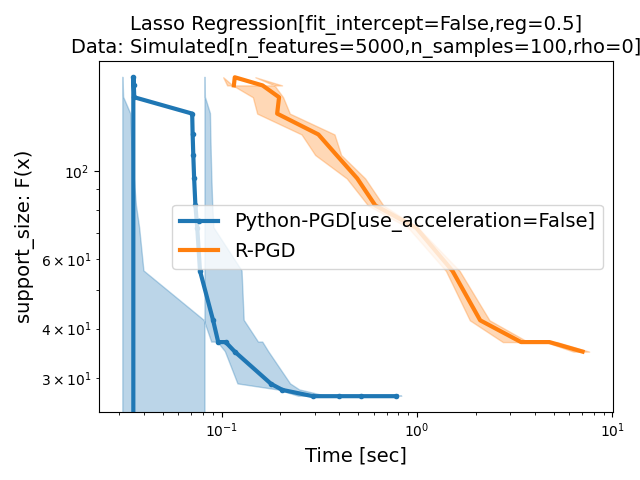 Lasso Regression[fit_intercept=False,reg=0.5]
Data: Simulated[n_features=5000,n_samples=100,rho=0]
support_size: F(x)
10²
6 × 10¹
4 × 10¹
3 × 10¹
Python-PGD[use_acceleration=False]
R-PGD
10⁻¹
10⁰
10¹
Time [sec]